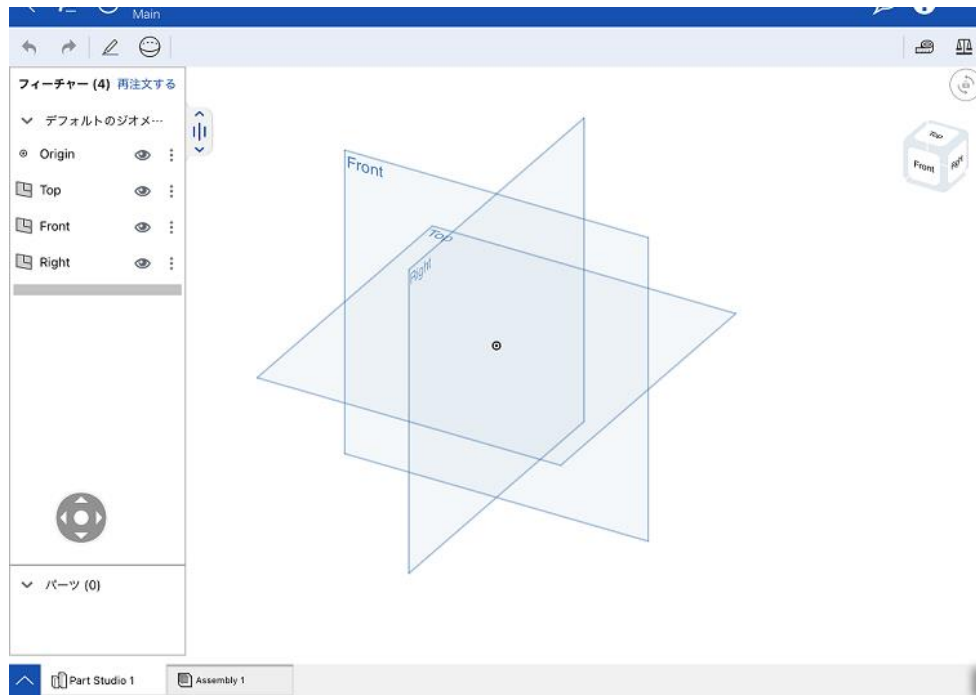 Main
フィーチャー (4) 再注文する
デフォルトのジオメ…
Origin
Top
Front
Right
パーツ (0)
Front
Top
Right
Top
Front
Right
Part Studio 1
Assembly 1